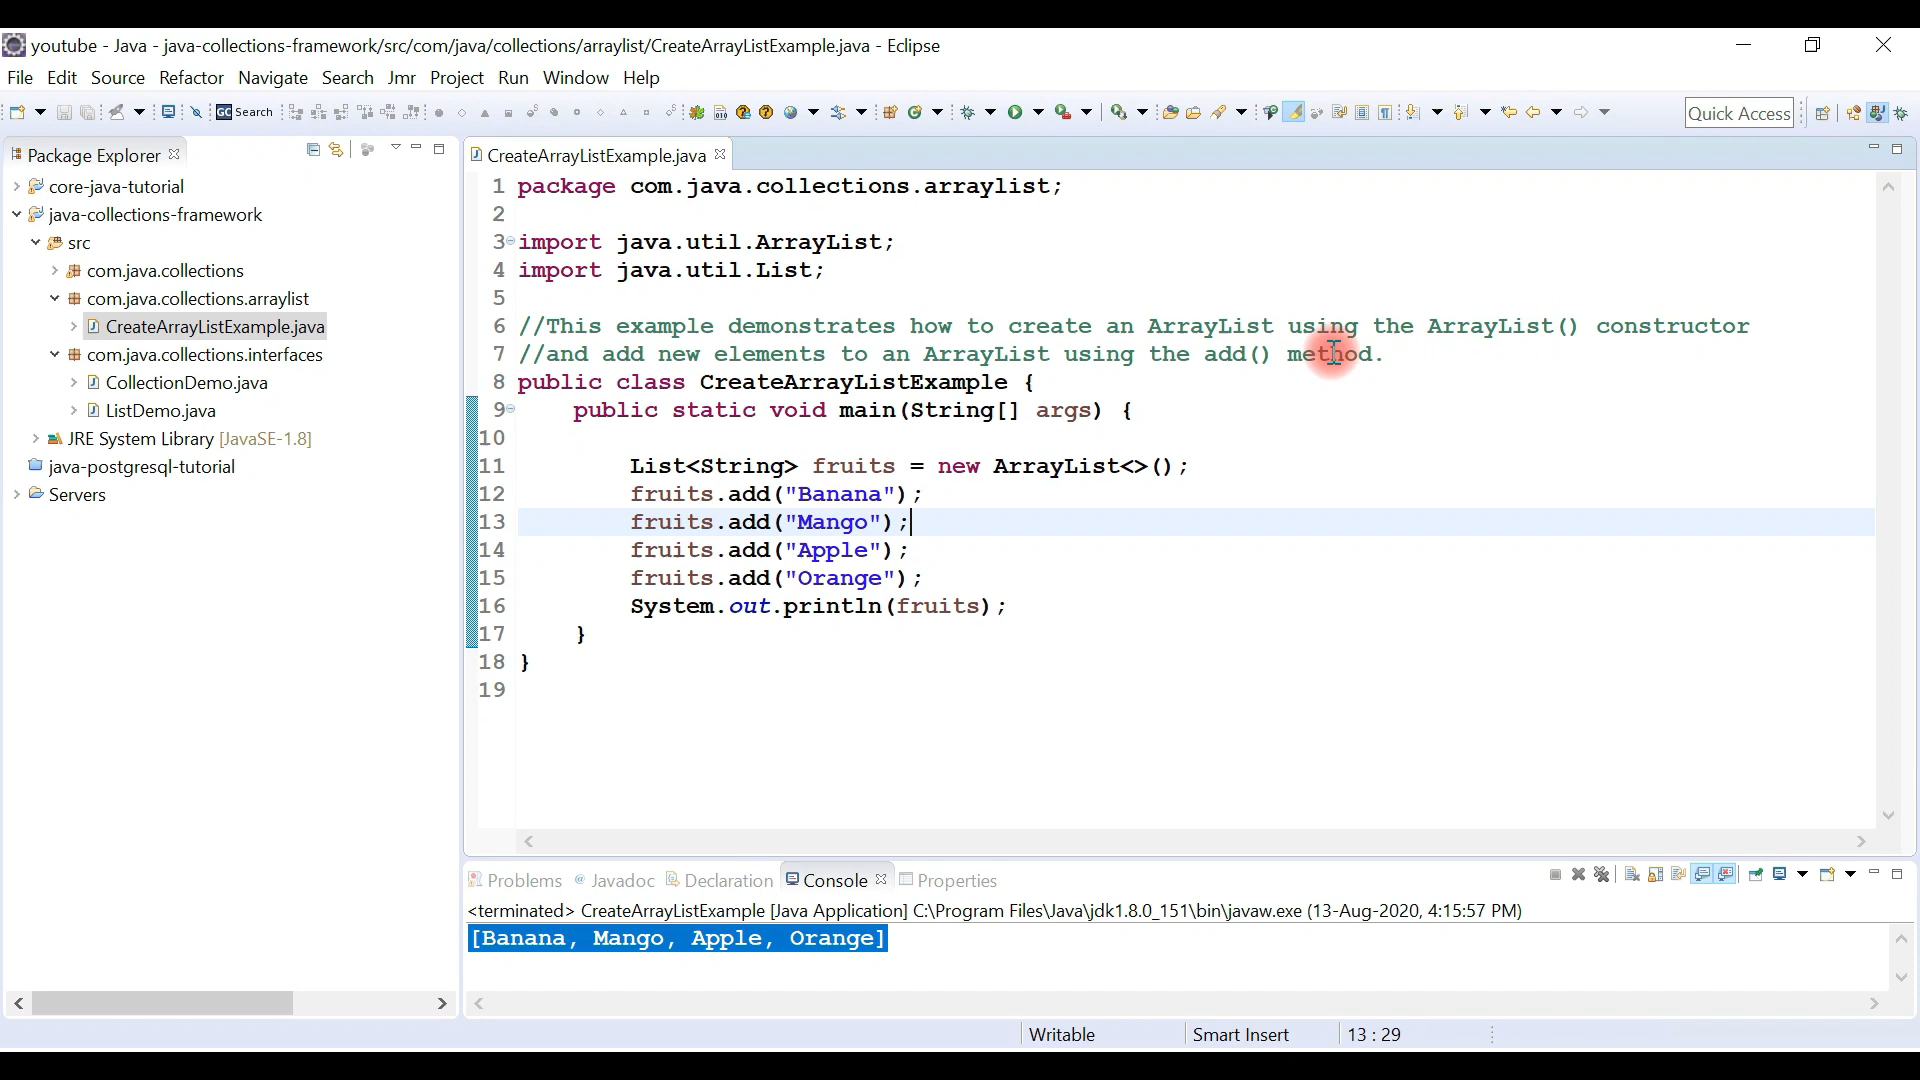 youtube - Java - java-collections-framework/src/com/java/collections/arraylist/CreateArrayListExample.java - Eclipse
File Edit Source Refactor Navigate Search Jmr Project Run Window Help
GC Search
Quick Access
Package Explorer
core-java-tutorial
java-collections-framework
src
com.java.collections
com.java.collections.arraylist
CreateArrayListExample.java
com.java.collections.interfaces
CollectionDemo.java
ListDemo.java
JRE System Library [JavaSE-1.8]
java-postgresql-tutorial
Servers
CreateArrayListExample.java
1 package com.java.collections.arraylist;
2
3 import java.util.ArrayList;
4 import java.util.List;
5
6 //This example demonstrates how to create an ArrayList using the ArrayList() constructor
7 //and add new elements to an ArrayList using the add() method.
8 public class CreateArrayListExample {
9     public static void main(String[] args) {
10
11         List<String> fruits = new ArrayList<>();
12         fruits.add("Banana");
13         fruits.add("Mango");
14         fruits.add("Apple");
15         fruits.add("Orange");
16         System.out.println(fruits);
17     }
18 }
19
Problems @ Javadoc Declaration Console Properties
<terminated> CreateArrayListExample [Java Application] C:\Program Files\Java\jdk1.8.0_151\bin\javaw.exe (13-Aug-2020, 4:15:57 PM)
[Banana, Mango, Apple, Orange]
Writable Smart Insert 13 : 29